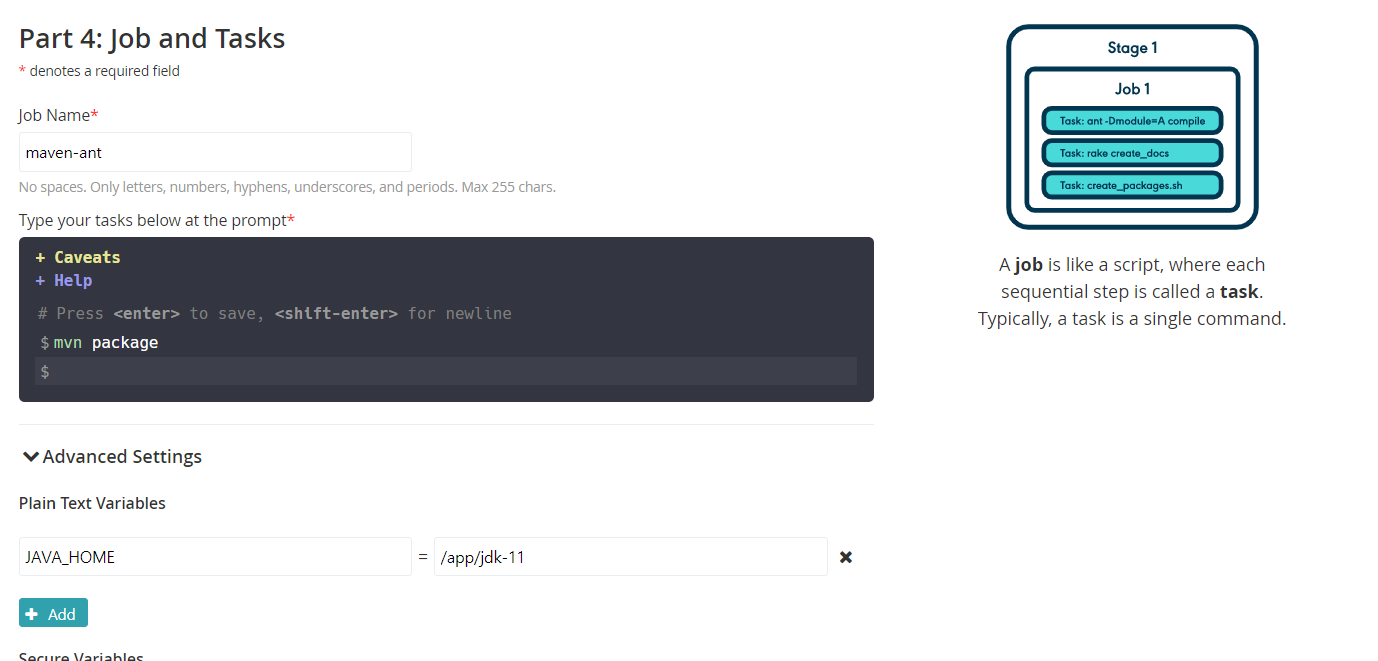 Part 4: Job and Tasks
* denotes a required field
Job Name*
maven-ant
No spaces. Only letters, numbers, hyphens, underscores, and periods. Max 255 chars.
Type your tasks below at the prompt*
+ Caveats
+ Help
# Press <enter> to save, <shift-enter> for newline
$ mvn package
$
Advanced Settings
Plain Text Variables
JAVA_HOME = /app/jdk-11
+ Add
Secure Variables
Stage 1
Job 1
Task: ant -Dmodule=A compile
Task: rake create_docs
Task: create_packages.sh
A job is like a script, where each
sequential step is called a task.
Typically, a task is a single command.